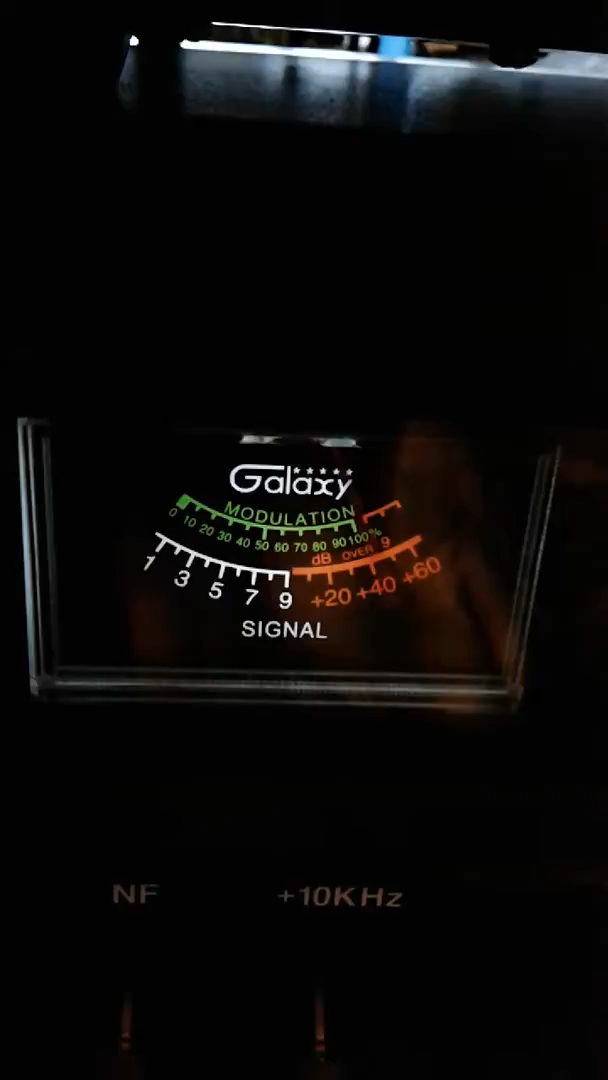 Galaxy
MODULATION
0 10 20 30 40 50 60 70 80 90 100%
dB OVER 9
1 3 5 7 9 +20 +40 +60
SIGNAL
NF +10KHz